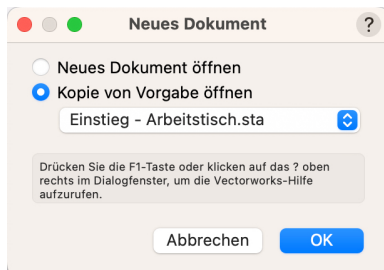 Neues Dokument
?
Neues Dokument öffnen
Kopie von Vorgabe öffnen
Einstieg - Arbeitstisch.sta
Drücken Sie die F1-Taste oder klicken auf das ? oben
rechts im Dialogfenster, um die Vectorworks-Hilfe
aufzurufen.
Abbrechen
OK